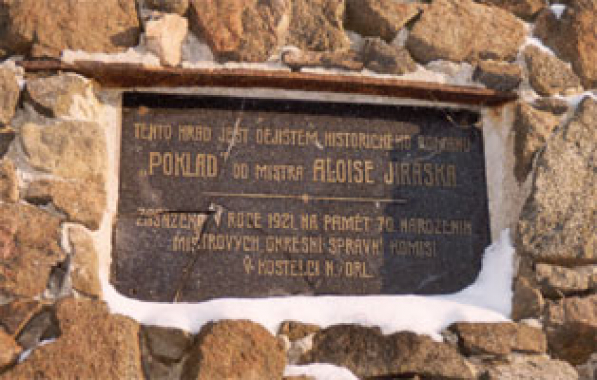 TENTO HRAD JEST DĚJIŠTĚM HISTORICKÉHO ROMÁNU
„POKLAD" OD MISTRA ALOISE JIRÁSKA
ZASAZENA V ROCE 1921 NA PAMĚŤ 70. NAROZENIN
MISTROVÝCH OKRESNÍ SPRÁVNÍ KOMISÍ
V KOSTELCI N./ORL.